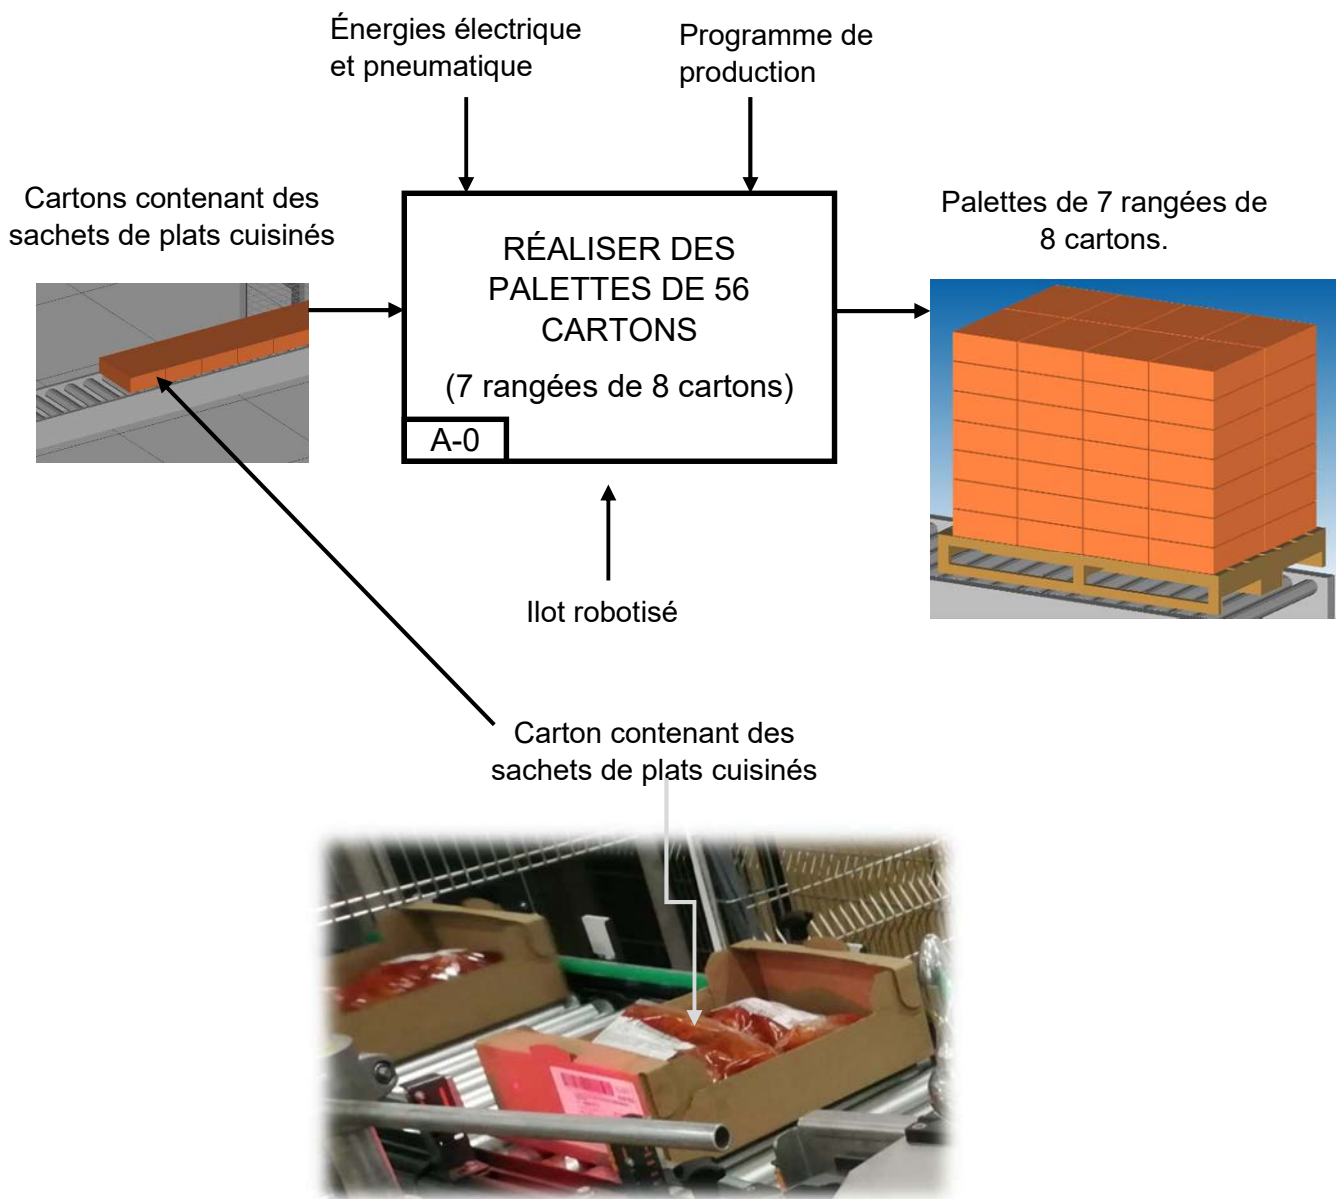 Énergies électrique
et pneumatique
Programme de
production
Cartons contenant des
sachets de plats cuisinés
RÉALISER DES
PALETTES DE 56
CARTONS
(7 rangées de 8 cartons)
A-0
Palettes de 7 rangées de
8 cartons.
Ilot robotisé
Carton contenant des
sachets de plats cuisinés